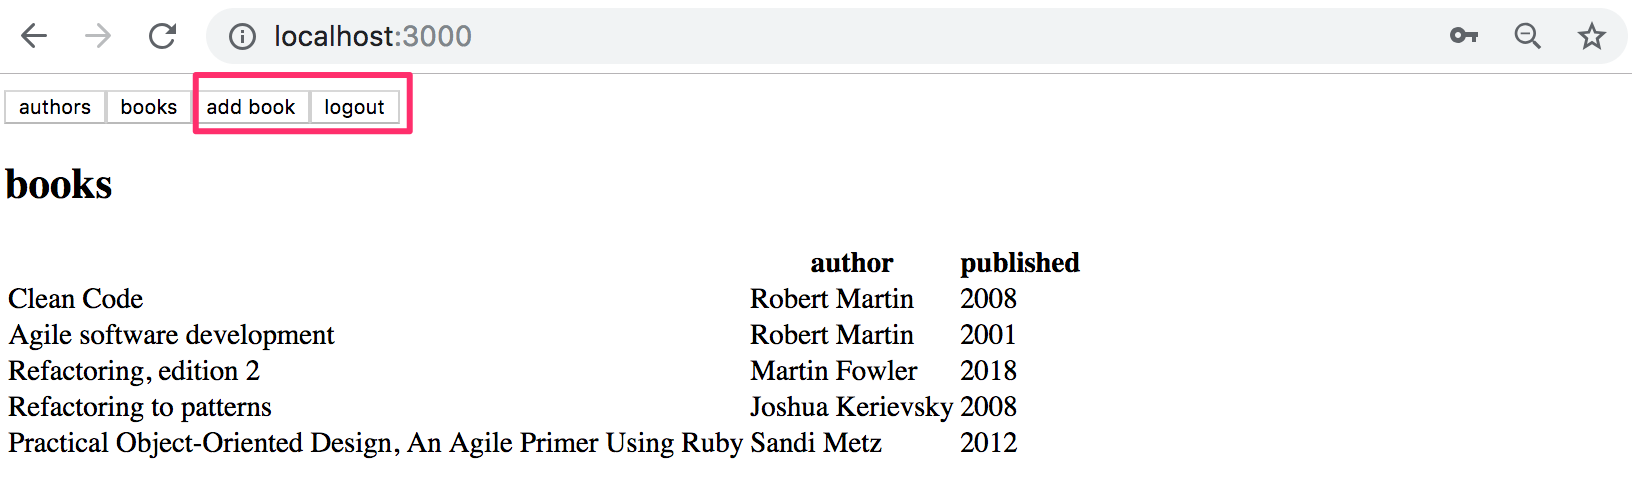 localhost:3000
authors books add book logout
books
author published
Clean Code Robert Martin 2008
Agile software development Robert Martin 2001
Refactoring, edition 2 Martin Fowler 2018
Refactoring to patterns Joshua Kerievsky 2008
Practical Object-Oriented Design, An Agile Primer Using Ruby Sandi Metz 2012